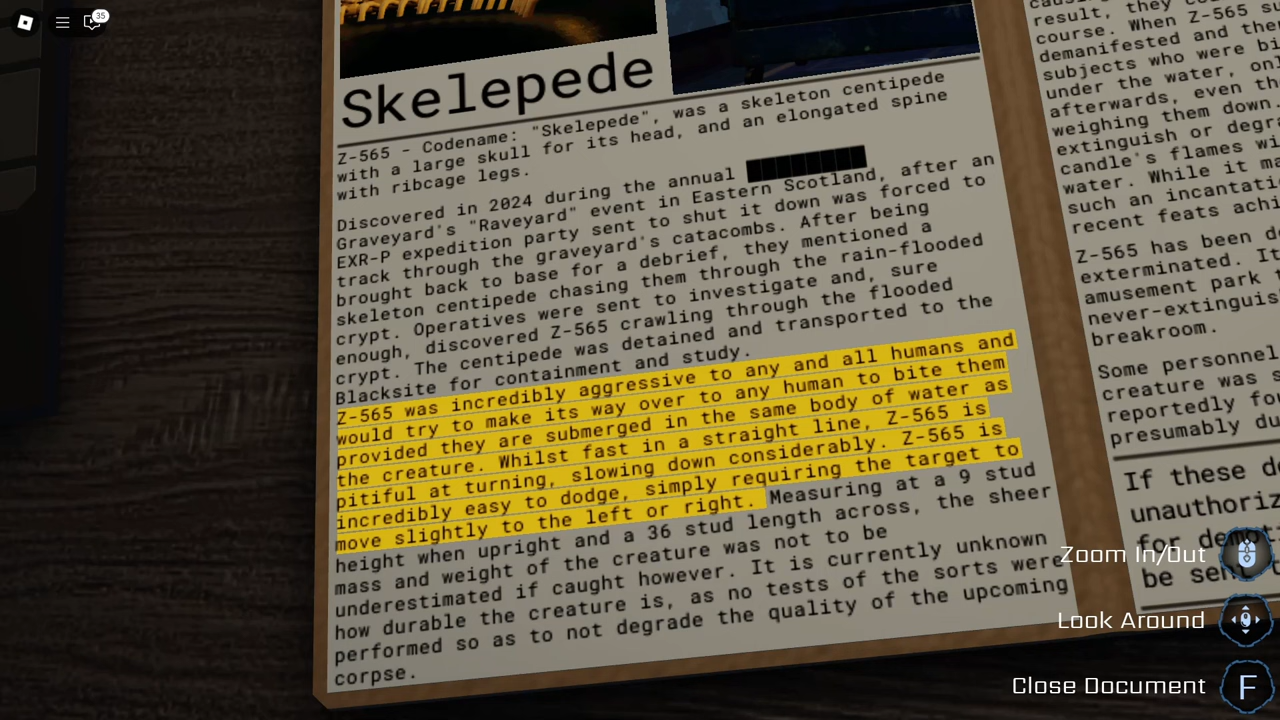 35
Skelepede
Z-565 - Codename: "Skelepede", was a skeleton centipede
with a large skull for its head, and an elongated spine
with ribcage legs.
Discovered in 2024 during the annual
Graveyard's "Raveyard" event in Eastern Scotland, after an
EXR-P expedition party sent to shut it down was forced to
track through the graveyard's catacombs. After being
brought back to base for a debrief, they mentioned a
skeleton centipede chasing them through the rain-flooded
crypt. Operatives were sent to investigate and, sure
enough, discovered Z-565 crawling through the flooded
crypt. The centipede was detained and transported to the
Blacksite for containment and study.
Z-565 was incredibly aggressive to any and all humans and
would try to make its way over to any human to bite them
provided they are submerged in the same body of water as
the creature. Whilst fast in a straight line, Z-565 is
pitiful at turning, slowing down considerably. Z-565 is
incredibly easy to dodge, simply requiring the target to
move slightly to the left or right. Measuring at a 9 stud
height when upright and a 36 stud length across, the sheer
mass and weight of the creature was not to be
underestimated if caught however. It is currently unknown
how durable the creature is, as no tests of the sorts were
performed so as to not degrade the quality of the upcoming
corpse.
result, they
course. When Z-565
demanifested and
subjects who were
under the water,
afterwards, even
weighing them down.
extinguish or
candle's flames
water. While it
such an
recent feats
Z-565 has been
exterminated. It
amusement park
breakroom.
Some personnel
creature was
reportedly
presumably
If these
for
be sent
Zoom In/Out
Look Around
Close Document
F